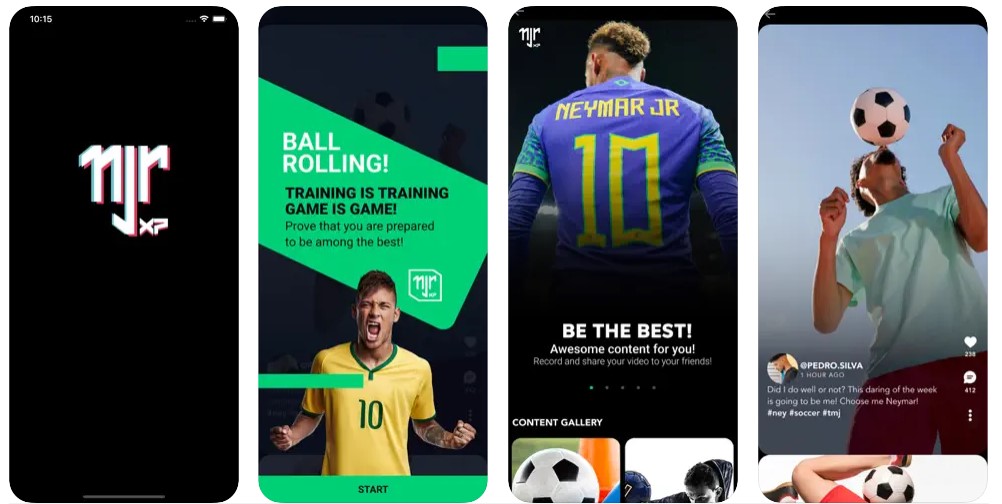 10:15
njr
XP
BALL
ROLLING!
TRAINING IS TRAINING
GAME IS GAME!
Prove that you are prepared
to be among the best!
njr
XP
10
START
njr
XP
NEYMAR JR
10
BE THE BEST!
Awesome content for you!
Record and share your video to your friends!
CONTENT GALLERY
@PEDRO.SILVA
1 HOUR AGO
Did I do well or not? This daring of the week
is going to be me! Choose me Neymar!
#ney #soccer #tmj
238
412